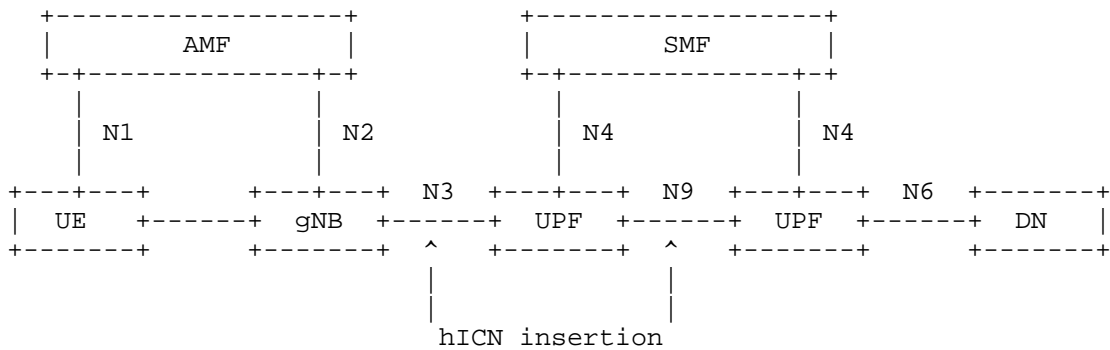 AMF SMF
N1 N2 N4 N4
N3 N9 N6
UE gNB UPF UPF DN
hICN insertion